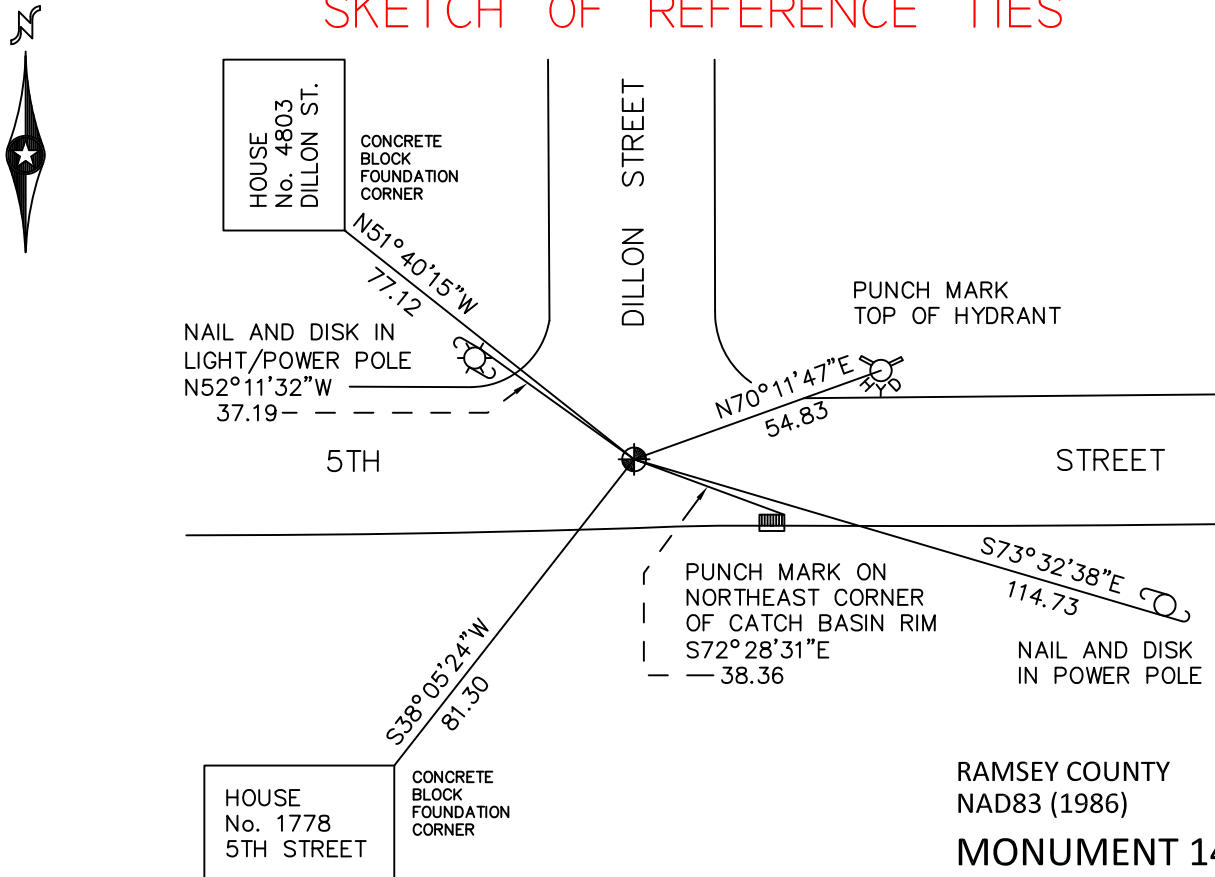 SKETCH OF REFERENCE TIES
N
HOUSE
No. 4803
DILLON ST.
CONCRETE
BLOCK
FOUNDATION
CORNER
DILLON STREET
N51°40'15"W
77.12
NAIL AND DISK IN
LIGHT/POWER POLE
N52°11'32"W
37.19
PUNCH MARK
TOP OF HYDRANT
N70°11'47"E
54.83
HYD
5TH STREET
S73°32'38"E
114.73
PUNCH MARK ON
NORTHEAST CORNER
OF CATCH BASIN RIM
S72°28'31"E
38.36
NAIL AND DISK
IN POWER POLE
S38°05'24"W
81.30
HOUSE
No. 1778
5TH STREET
CONCRETE
BLOCK
FOUNDATION
CORNER
RAMSEY COUNTY
NAD83 (1986)
MONUMENT